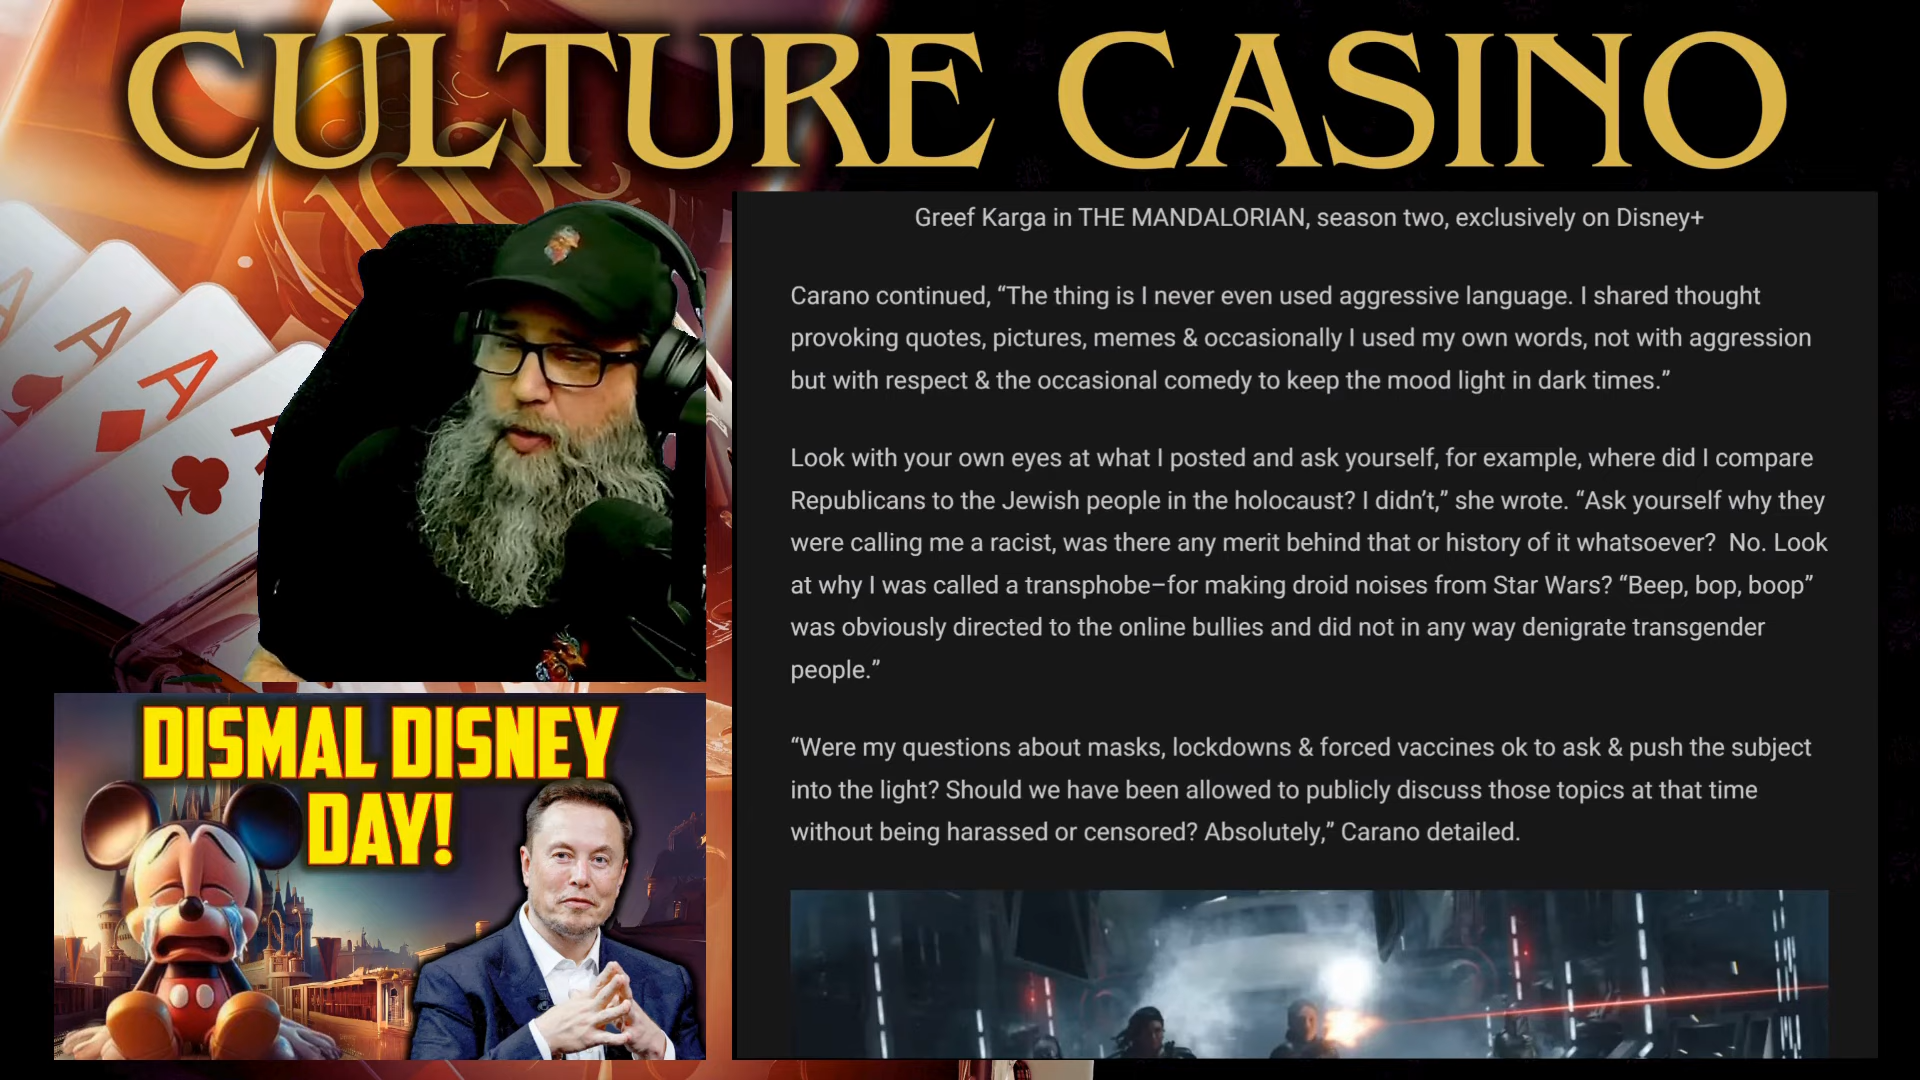 CULTURE CASINO
CASINO
100
A
A
A
A
Greef Karga in THE MANDALORIAN, season two, exclusively on Disney+
Carano continued, “The thing is I never even used aggressive language. I shared thought
provoking quotes, pictures, memes & occasionally I used my own words, not with aggression
but with respect & the occasional comedy to keep the mood light in dark times.”
Look with your own eyes at what I posted and ask yourself, for example, where did I compare
Republicans to the Jewish people in the holocaust? I didn’t,” she wrote. “Ask yourself why they
were calling me a racist, was there any merit behind that or history of it whatsoever?  No. Look
at why I was called a transphobe–for making droid noises from Star Wars? “Beep, bop, boop”
was obviously directed to the online bullies and did not in any way denigrate transgender
people.”
“Were my questions about masks, lockdowns & forced vaccines ok to ask & push the subject
into the light? Should we have been allowed to publicly discuss those topics at that time
without being harassed or censored? Absolutely,” Carano detailed.
DISMAL DISNEY
DAY!